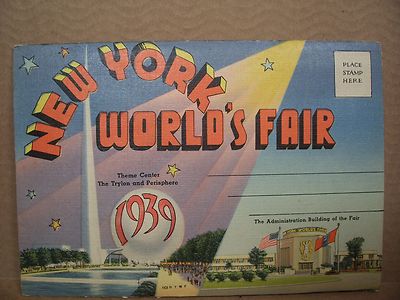 NEW YORK
WORLD'S FAIR
PLACE
STAMP
HERE
Theme Center
The Trylon and Perisphere
1939
The Administration Building of the Fair